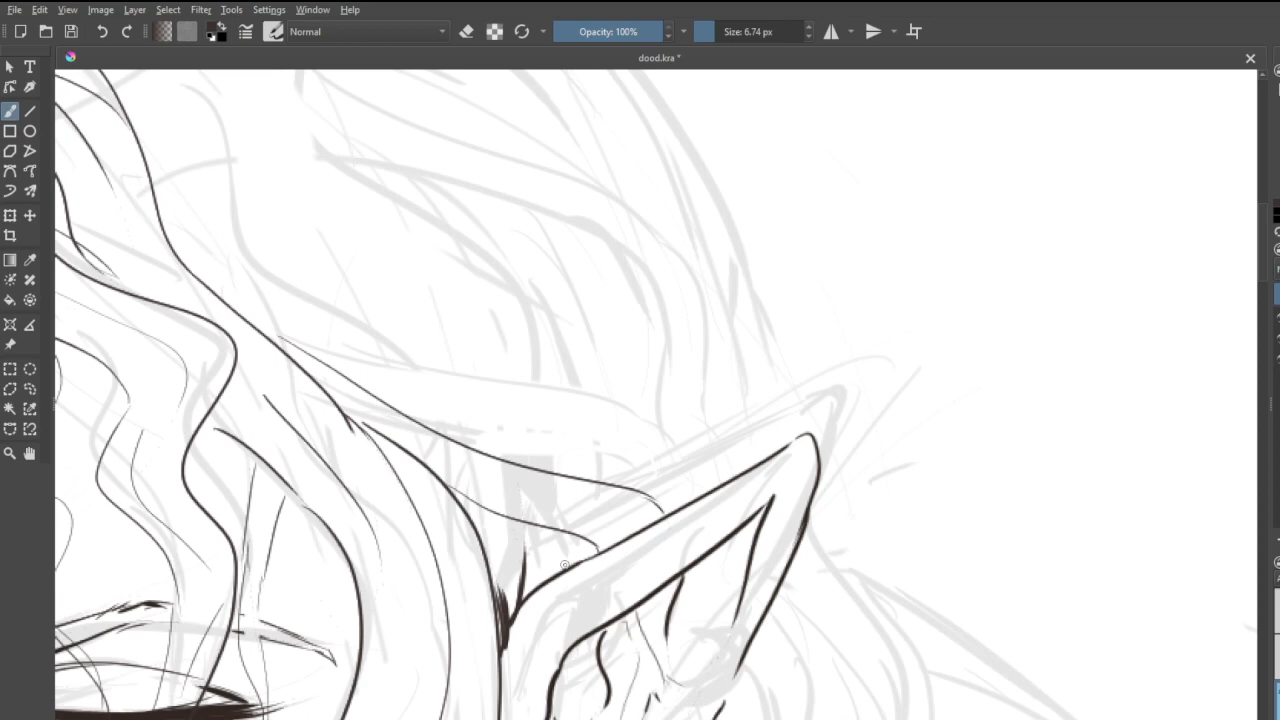 File Edit View Image Layer Select Filter Tools Settings Window Help
Normal Opacity: 100% Size: 6.74 px
dood.kra *